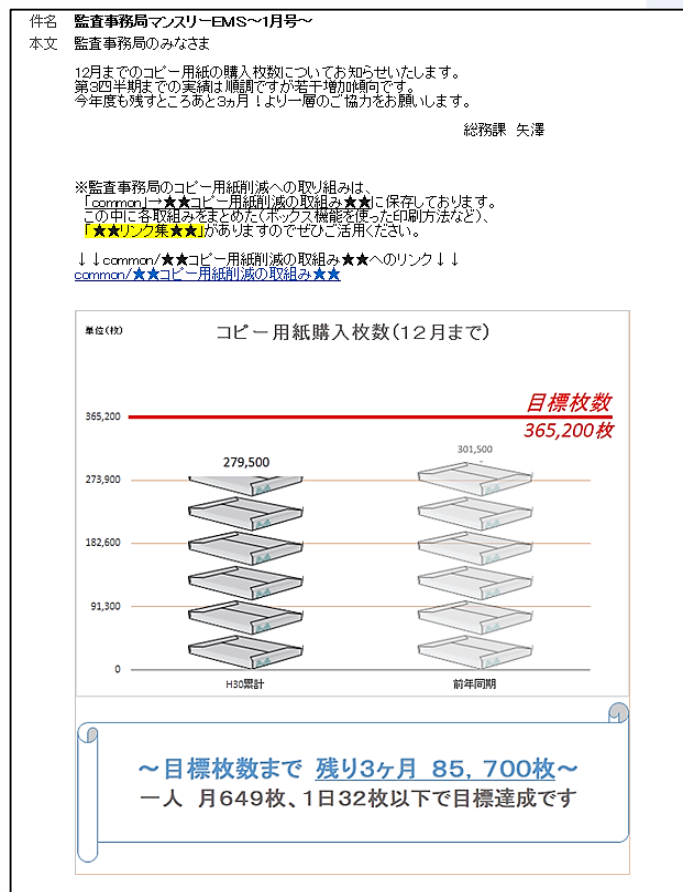 件名 監査事務局マンスリーEMS～1月号～
本文 監査事務局のみなさま
12月までのコピー用紙の購入枚数についてお知らせいたします。
第3四半期までの実績は順調ですが若干増加傾向です。
今年度も残すところあと3ヵ月！より一層のご協力をお願いします。
総務課 矢澤
※監査事務局のコピー用紙削減への取り組みは、
「common」→★★コピー用紙削減の取組み★★に保存しております。
この中に各取組みをまとめた(ボックス機能を使った印刷方法など)、
「★★リンク集★★」がありますのでぜひご活用ください。
↓↓common/★★コピー用紙削減の取組み★★へのリンク↓↓
common/★★コピー用紙削減の取組み★★
単位(枚)
コピー用紙購入枚数(12月まで)
目標枚数
365,200
365,200枚
279,500
301,500
273,900
182,600
91,300
0
H30累計
前年同期
～目標枚数まで 残り3ヶ月 85,700枚～
一人 月649枚、1日32枚以下で目標達成です